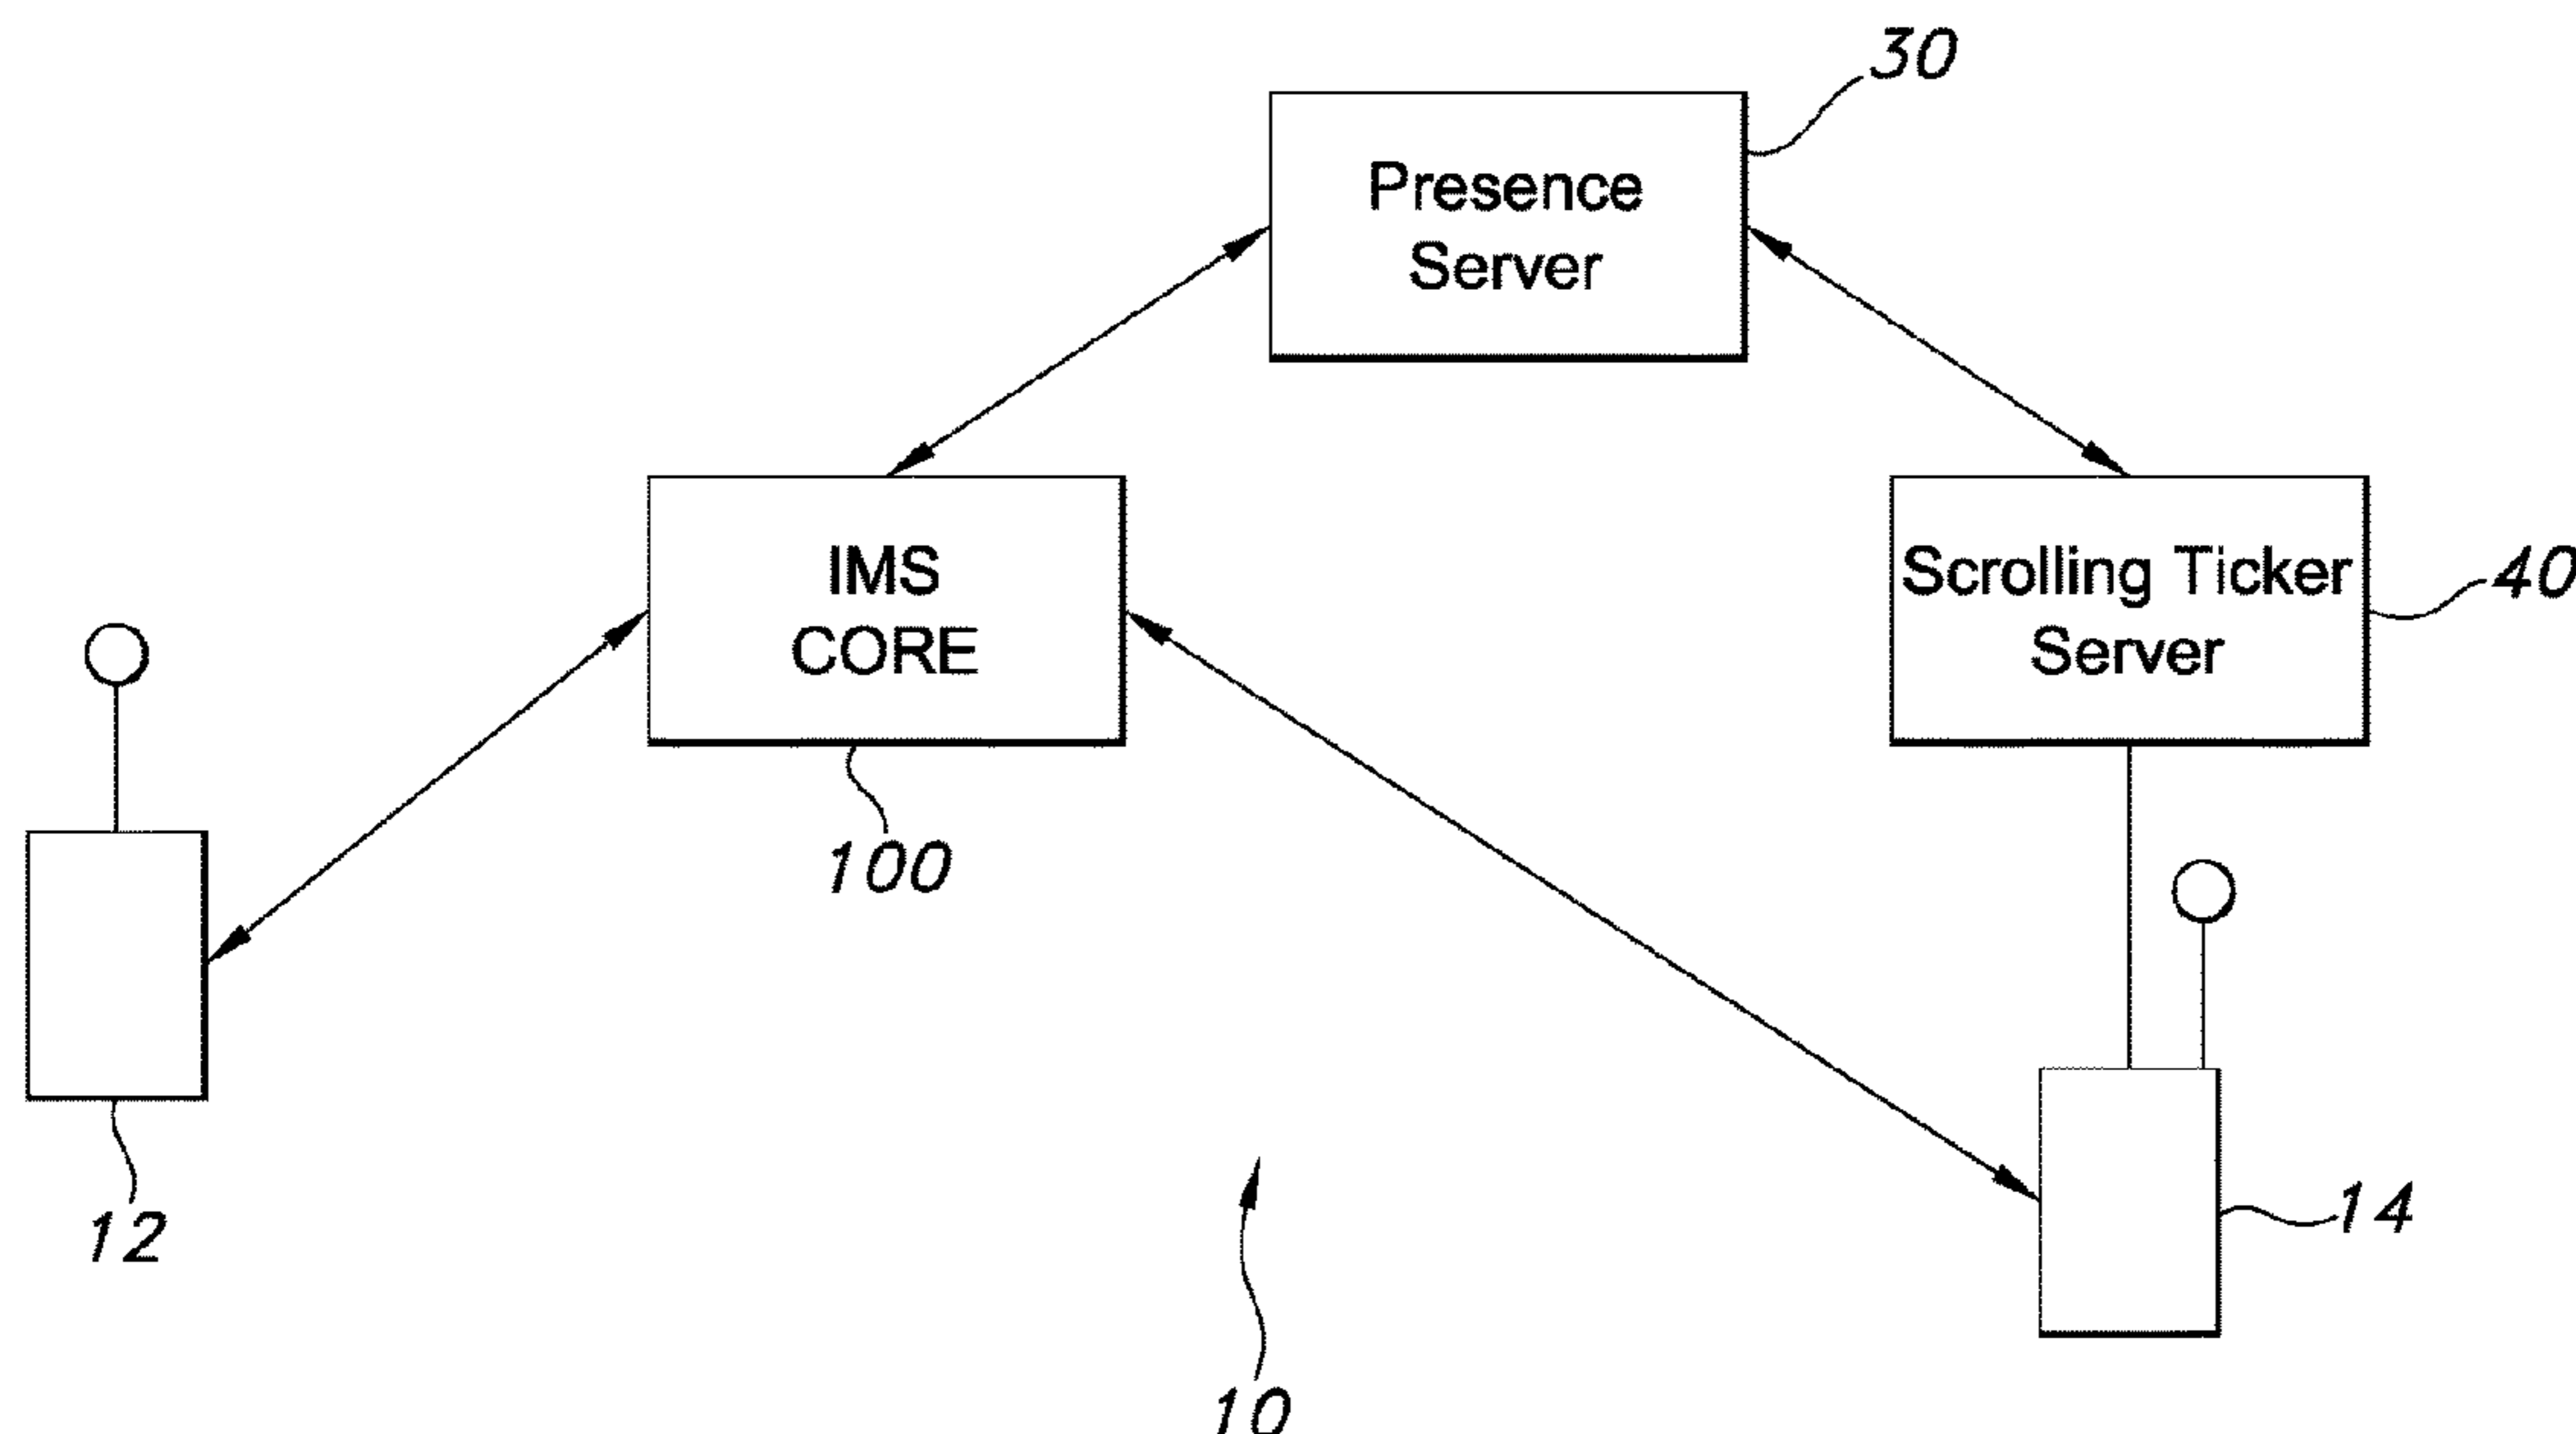 30
Presence
Server
IMS
CORE
Scrolling Ticker
Server
40
100
12
14
10